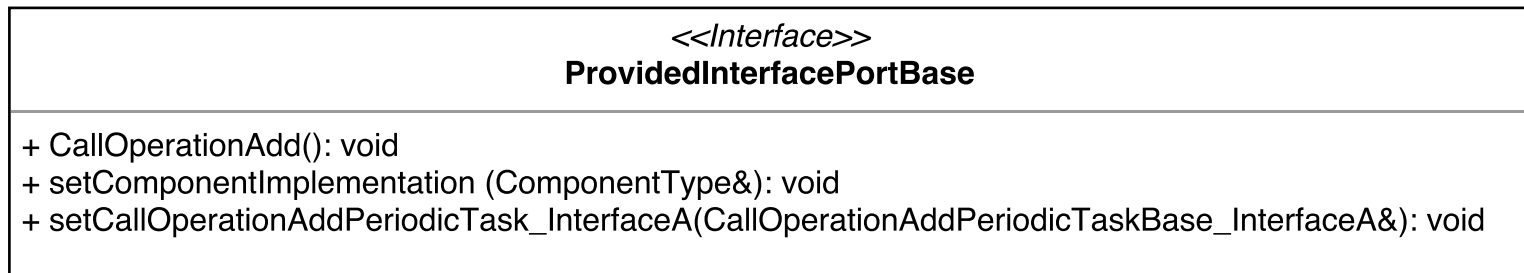 <<Interface>>
ProvidedInterfacePortBase
+ CallOperationAdd(): void
+ setComponentImplementation (ComponentType&): void
+ setCallOperationAddPeriodicTask_InterfaceA(CallOperationAddPeriodicTaskBase_InterfaceA&): void